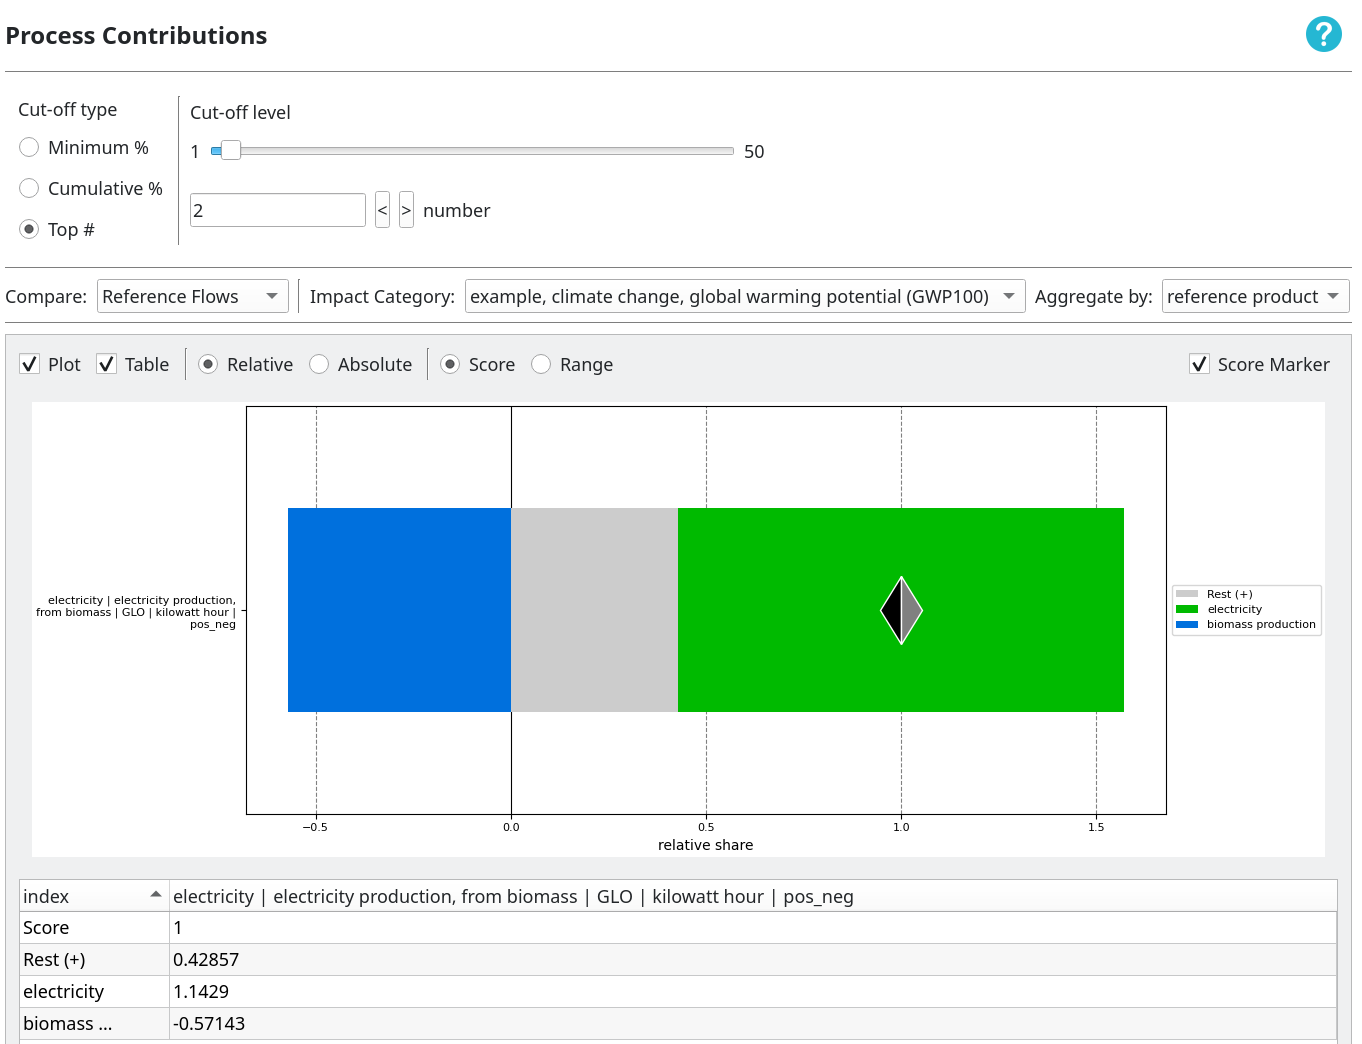 Process Contributions
?
Cut-off type
Minimum %
Cumulative %
Top #
Cut-off level
1
50
2
<
>
number
Compare:
Reference Flows
Impact Category:
example, climate change, global warming potential (GWP100)
Aggregate by:
reference product
Plot
Table
Relative
Absolute
Score
Range
Score Marker
electricity | electricity production,
from biomass | GLO | kilowatt hour |
pos_neg
Rest (+)
electricity
biomass production
−0.5
0.0
0.5
1.0
1.5
relative share
index
electricity | electricity production, from biomass | GLO | kilowatt hour | pos_neg
Score
1
Rest (+)
0.42857
electricity
1.1429
biomass ...
-0.57143